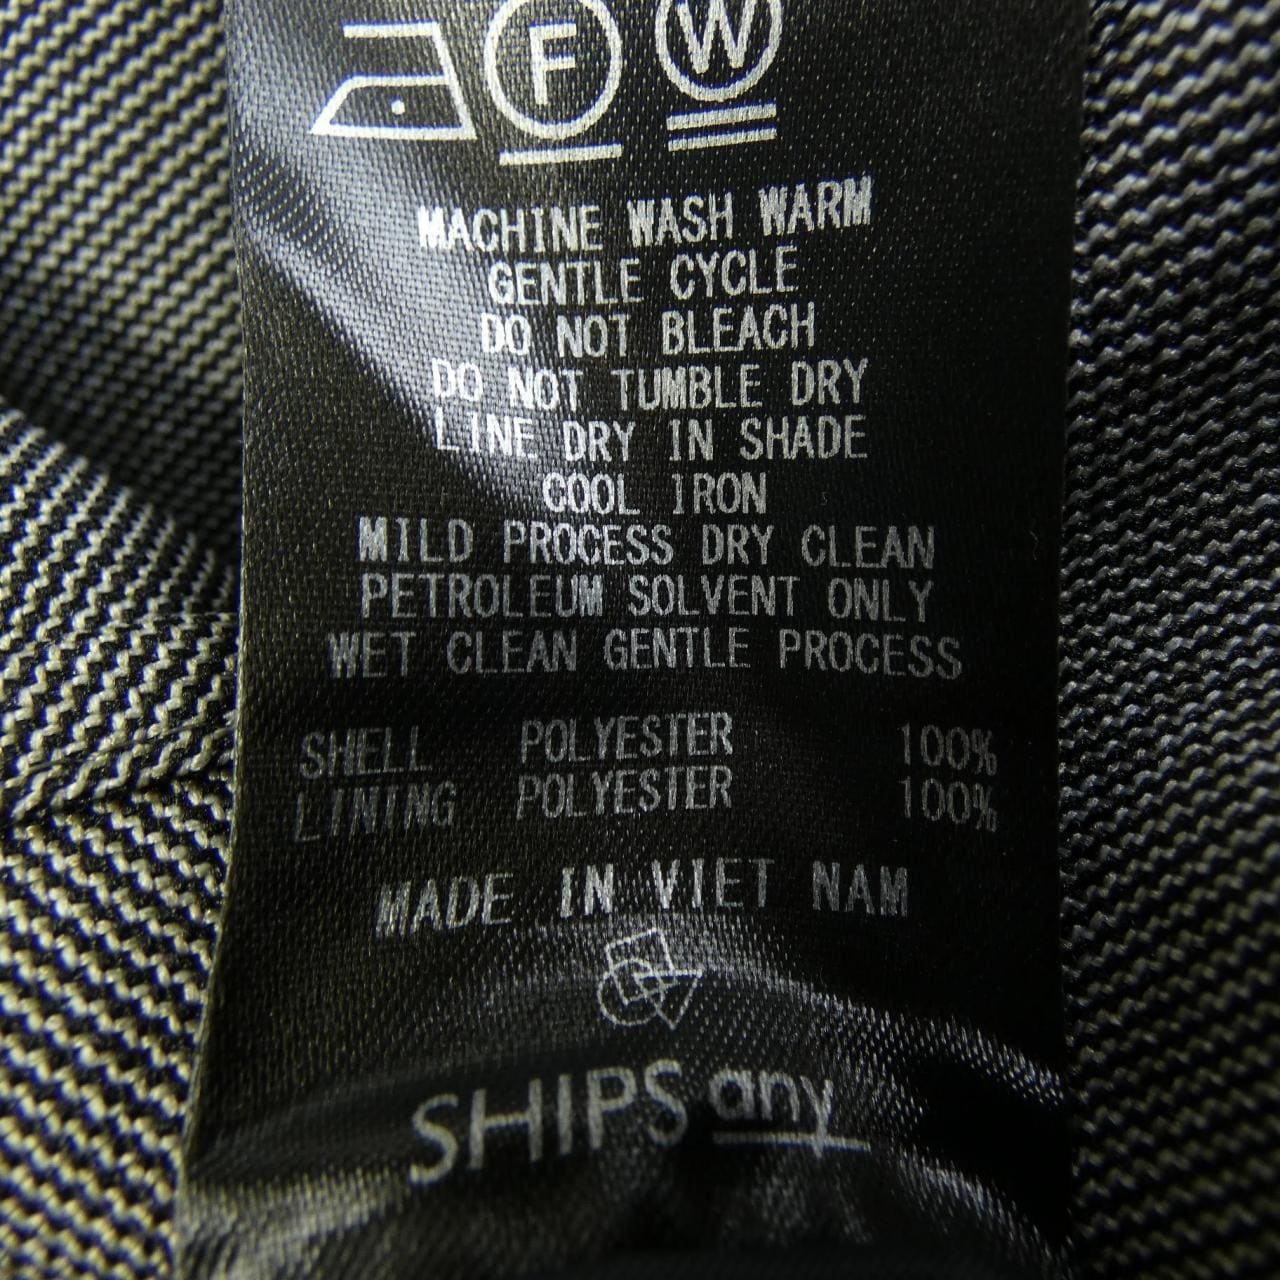 F W
MACHINE WASH WARM
GENTLE CYCLE
DO NOT BLEACH
DO NOT TUMBLE DRY
LINE DRY IN SHADE
COOL IRON
MILD PROCESS DRY CLEAN
PETROLEUM SOLVENT ONLY
WET CLEAN GENTLE PROCESS
SHELL POLYESTER 100%
LINING POLYESTER 100%
MADE IN VIET NAM
SHIPS any